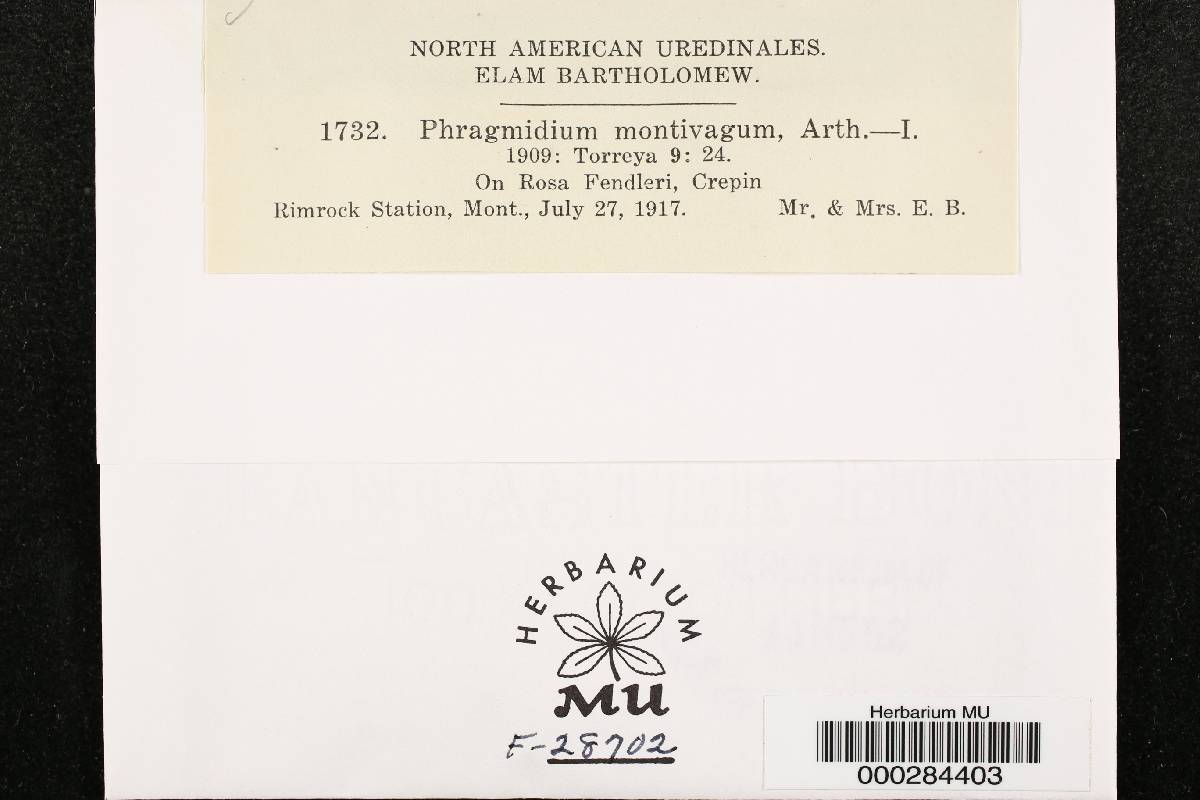 NORTH AMERICAN UREDINALES.
ELAM BARTHOLOMEW.
1732. Phragmidium montivagum, Arth.—I.
1909: Torreya 9: 24.
On Rosa Fendleri, Crepin
Rimrock Station, Mont., July 27, 1917. Mr. & Mrs. E. B.
HERBARIUM
MU
F-28702
Herbarium MU
000284403